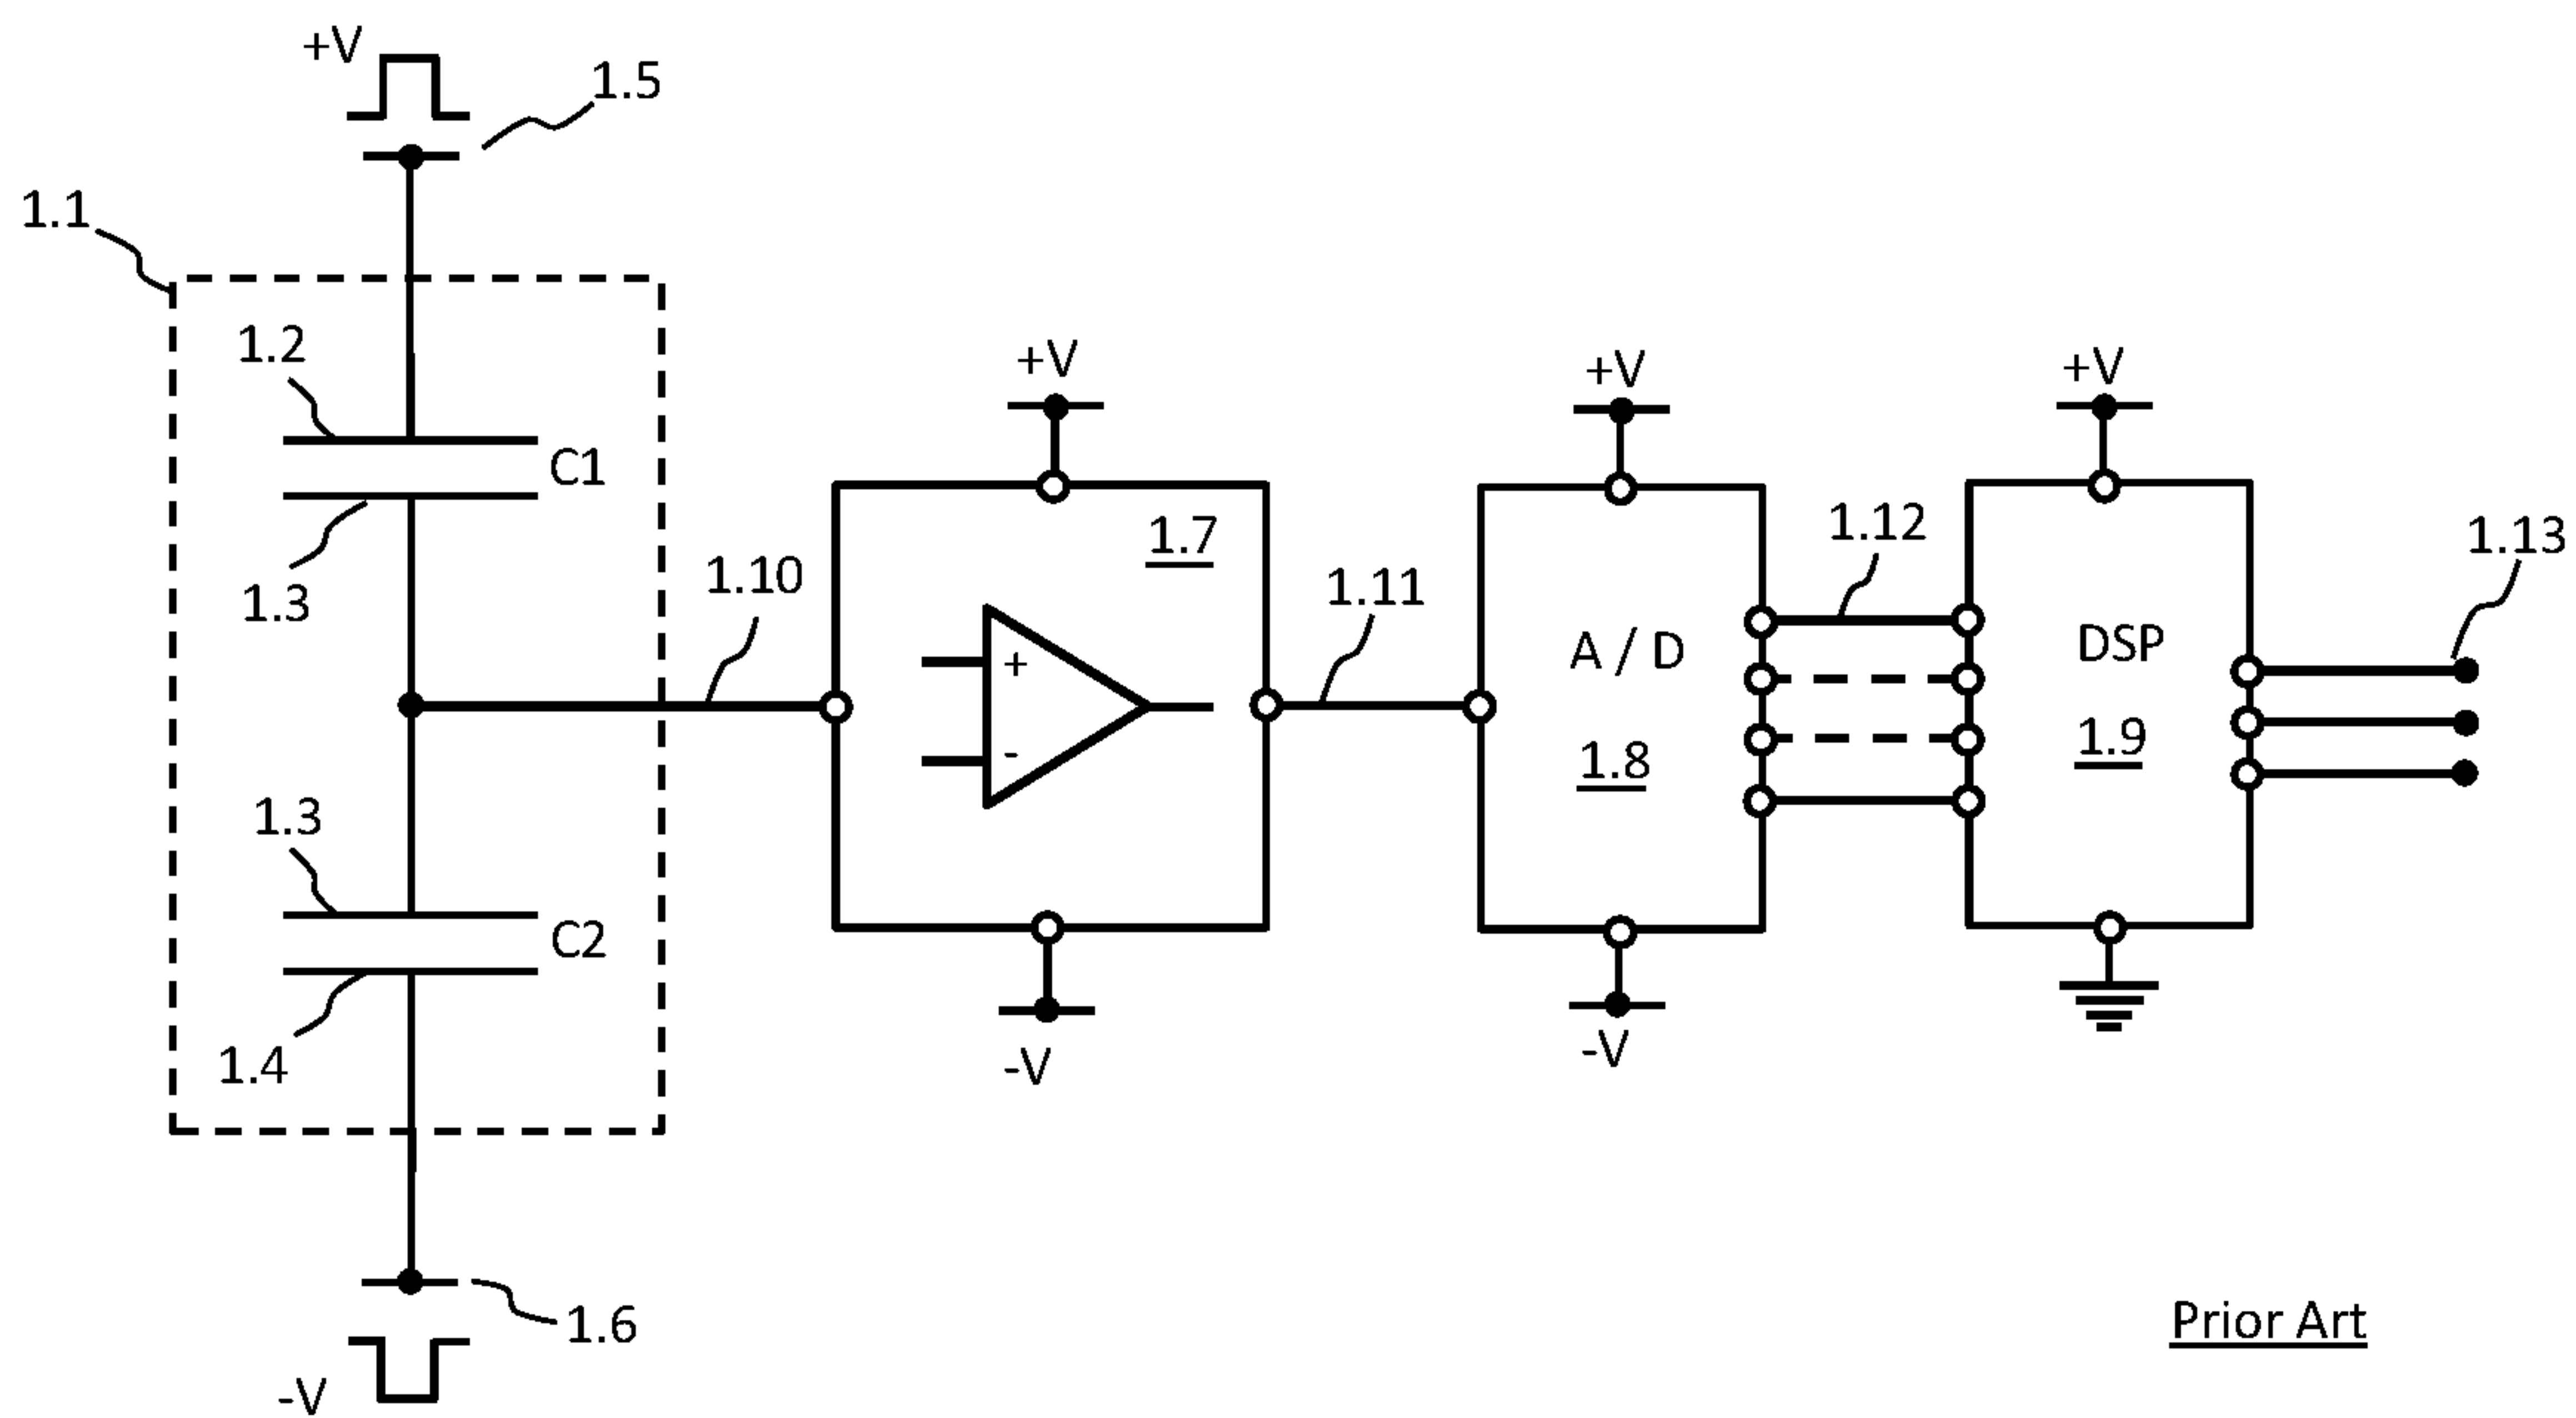 +V
1.5
1.1
1.2
C1
1.3
1.10
+V
1.7
+
-
-V
1.11
+V
A / D
1.8
-V
1.12
+V
DSP
1.9
1.13
1.3
C2
1.4
1.6
-V
Prior Art